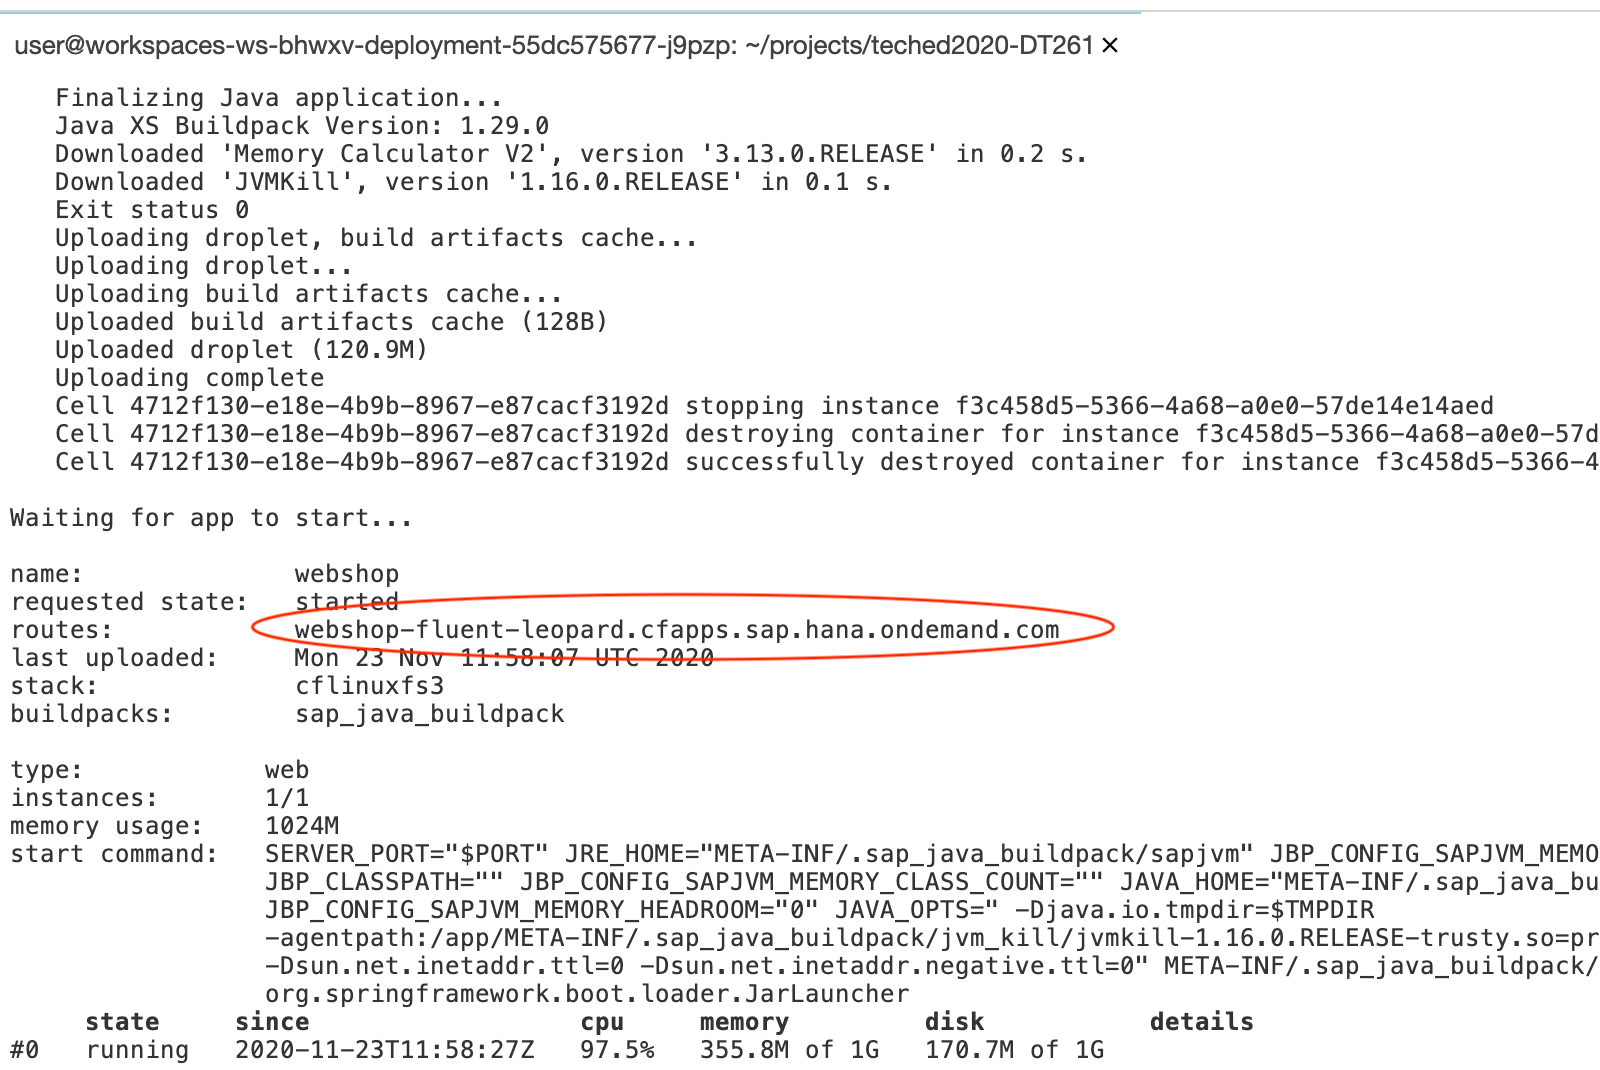 user@workspaces-ws-bhwxv-deployment-55dc575677-j9pzp: ~/projects/teched2020-DT261 ×
Finalizing Java application...
Java XS Buildpack Version: 1.29.0
Downloaded 'Memory Calculator V2', version '3.13.0.RELEASE' in 0.2 s.
Downloaded 'JVMKill', version '1.16.0.RELEASE' in 0.1 s.
Exit status 0
Uploading droplet, build artifacts cache...
Uploading droplet...
Uploading build artifacts cache...
Uploaded build artifacts cache (128B)
Uploaded droplet (120.9M)
Uploading complete
Cell 4712f130-e18e-4b9b-8967-e87cacf3192d stopping instance f3c458d5-5366-4a68-a0e0-57de14e14aed
Cell 4712f130-e18e-4b9b-8967-e87cacf3192d destroying container for instance f3c458d5-5366-4a68-a0e0-57d
Cell 4712f130-e18e-4b9b-8967-e87cacf3192d successfully destroyed container for instance f3c458d5-5366-4
Waiting for app to start...
name: webshop
requested state: started
routes: webshop-fluent-leopard.cfapps.sap.hana.ondemand.com
last uploaded: Mon 23 Nov 11:58:07 UTC 2020
stack: cflinuxfs3
buildpacks: sap_java_buildpack
type: web
instances: 1/1
memory usage: 1024M
start command: SERVER_PORT="$PORT" JRE_HOME="META-INF/.sap_java_buildpack/sapjvm" JBP_CONFIG_SAPJVM_MEMO
JBP_CLASSPATH="" JBP_CONFIG_SAPJVM_MEMORY_CLASS_COUNT="" JAVA_HOME="META-INF/.sap_java_bu
JBP_CONFIG_SAPJVM_MEMORY_HEADROOM="0" JAVA_OPTS=" -Djava.io.tmpdir=$TMPDIR
-agentpath:/app/META-INF/.sap_java_buildpack/jvm_kill/jvmkill-1.16.0.RELEASE-trusty.so=pr
-Dsun.net.inetaddr.ttl=0 -Dsun.net.inetaddr.negative.ttl=0" META-INF/.sap_java_buildpack/
org.springframework.boot.loader.JarLauncher
state since cpu memory disk details
#0 running 2020-11-23T11:58:27Z 97.5% 355.8M of 1G 170.7M of 1G